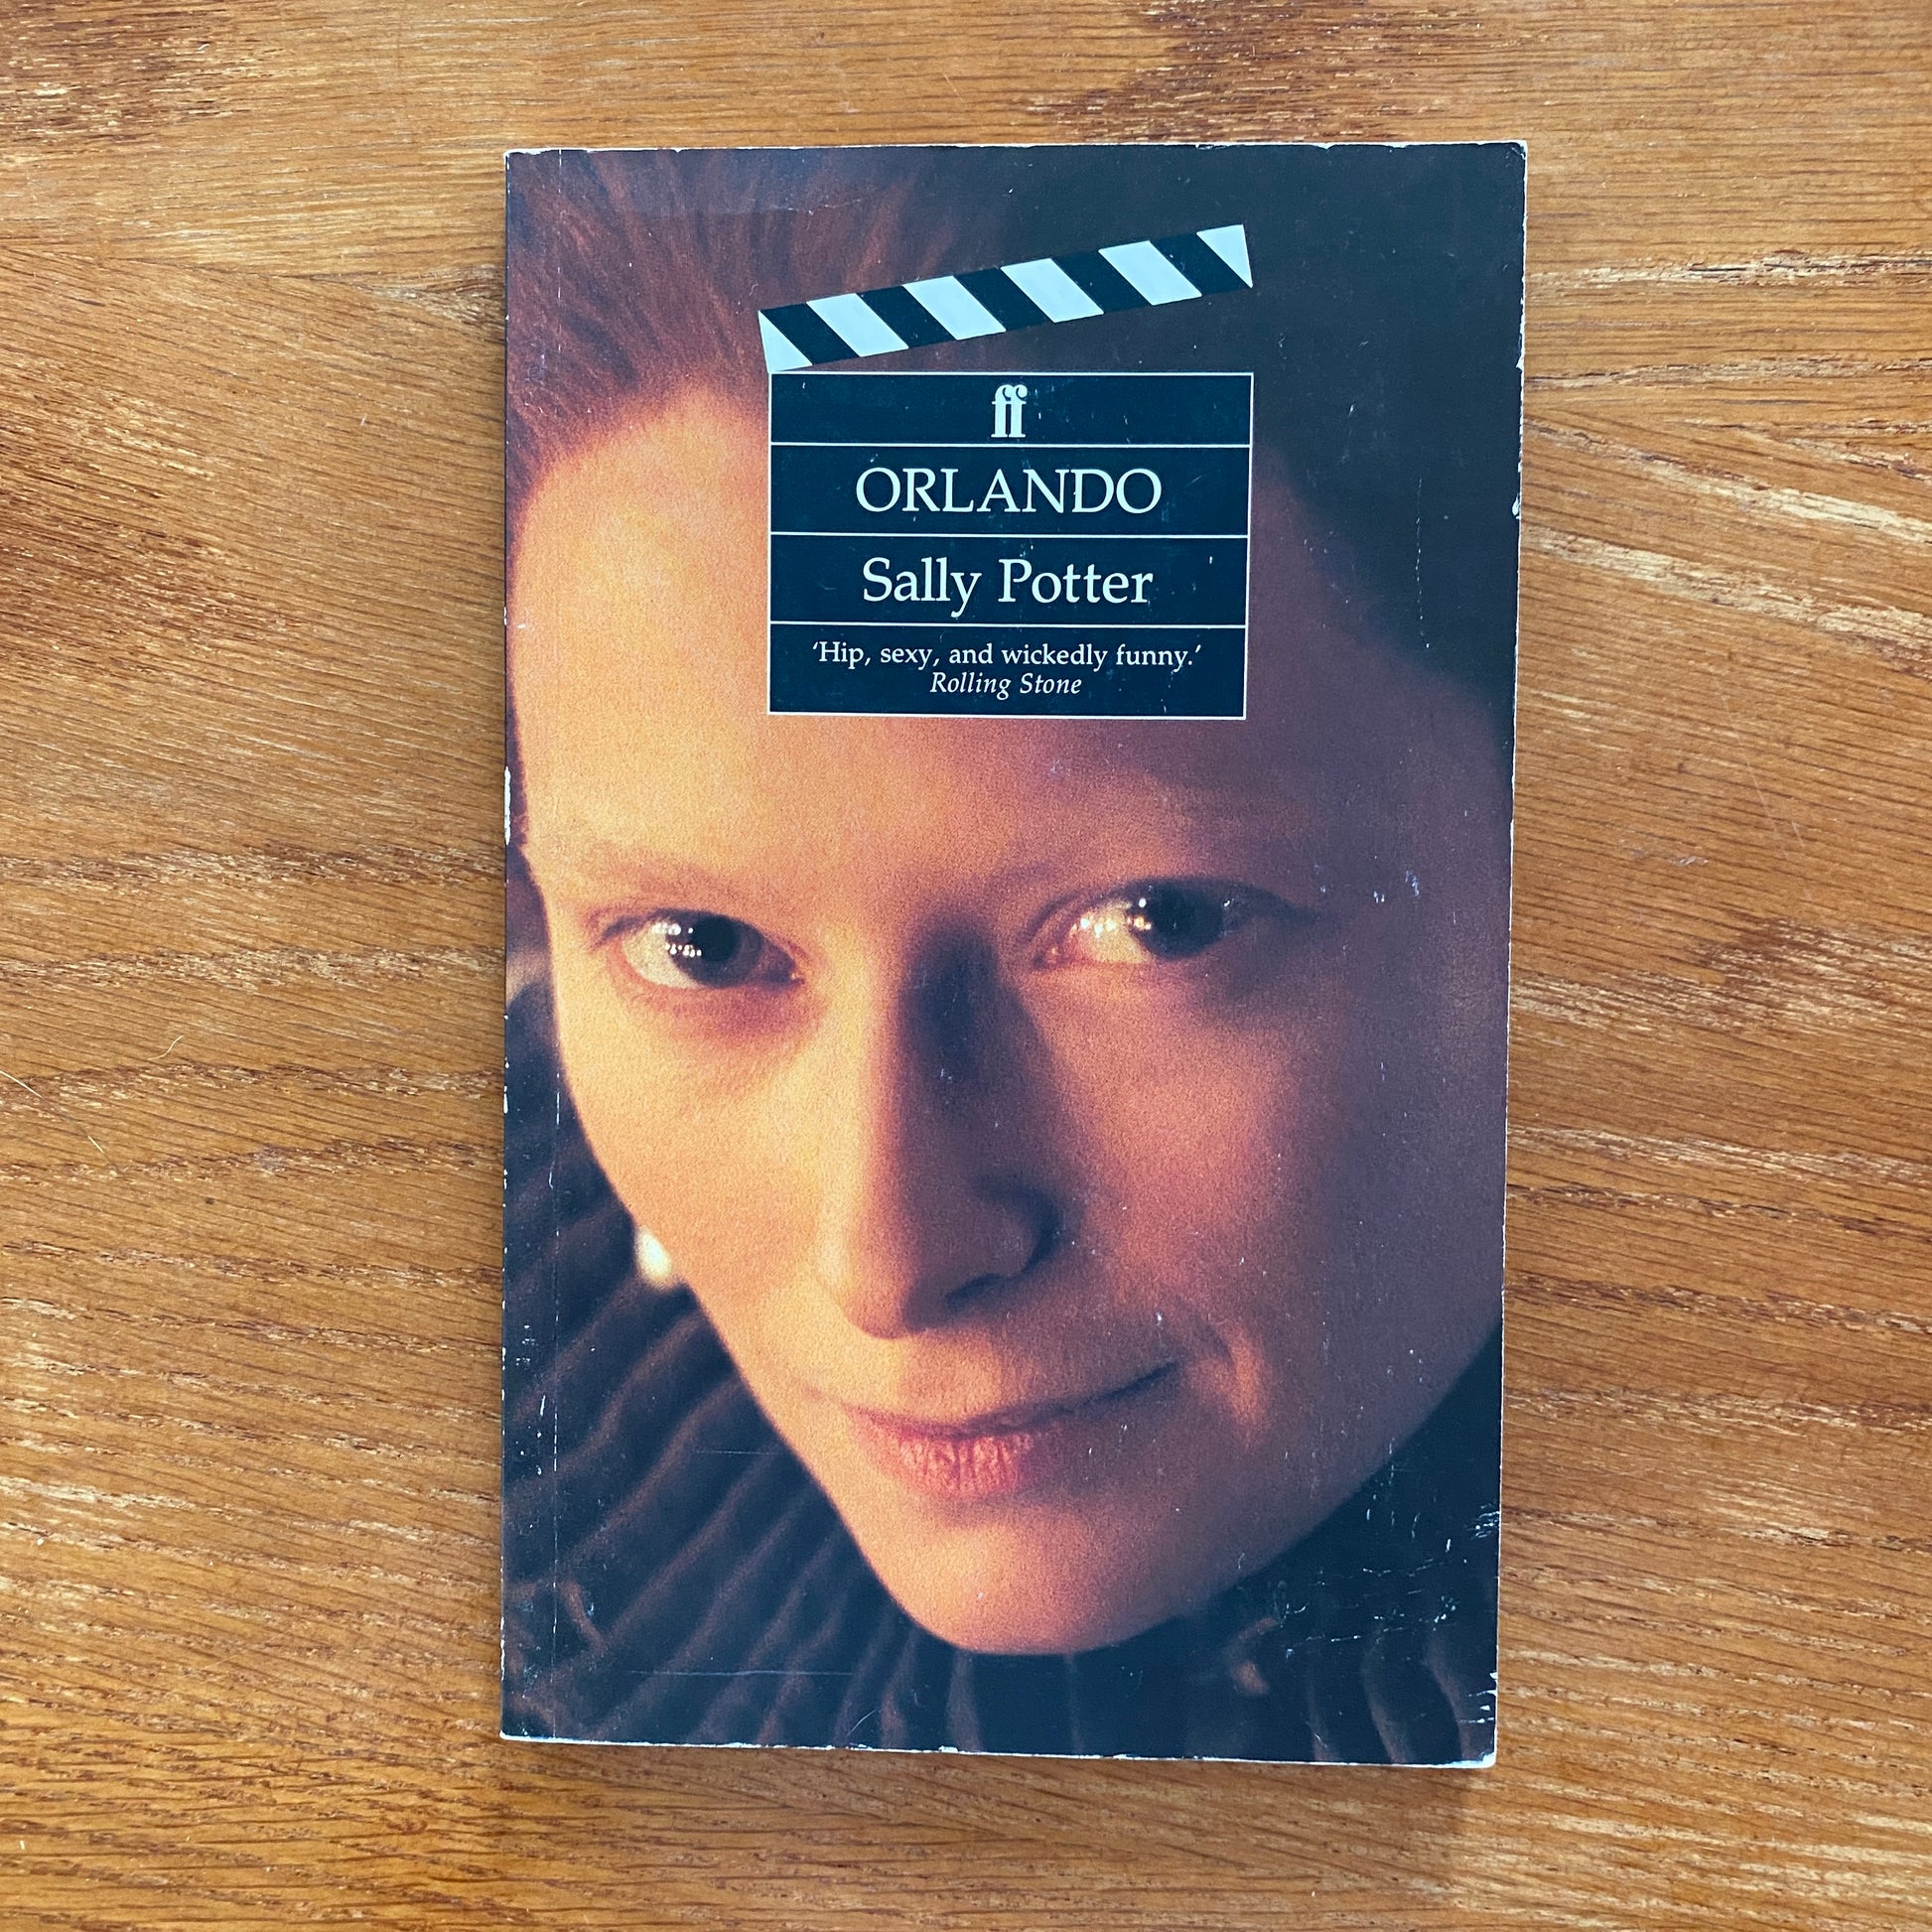 ff
ORLANDO
Sally Potter
‘Hip, sexy, and wickedly funny.’
Rolling Stone